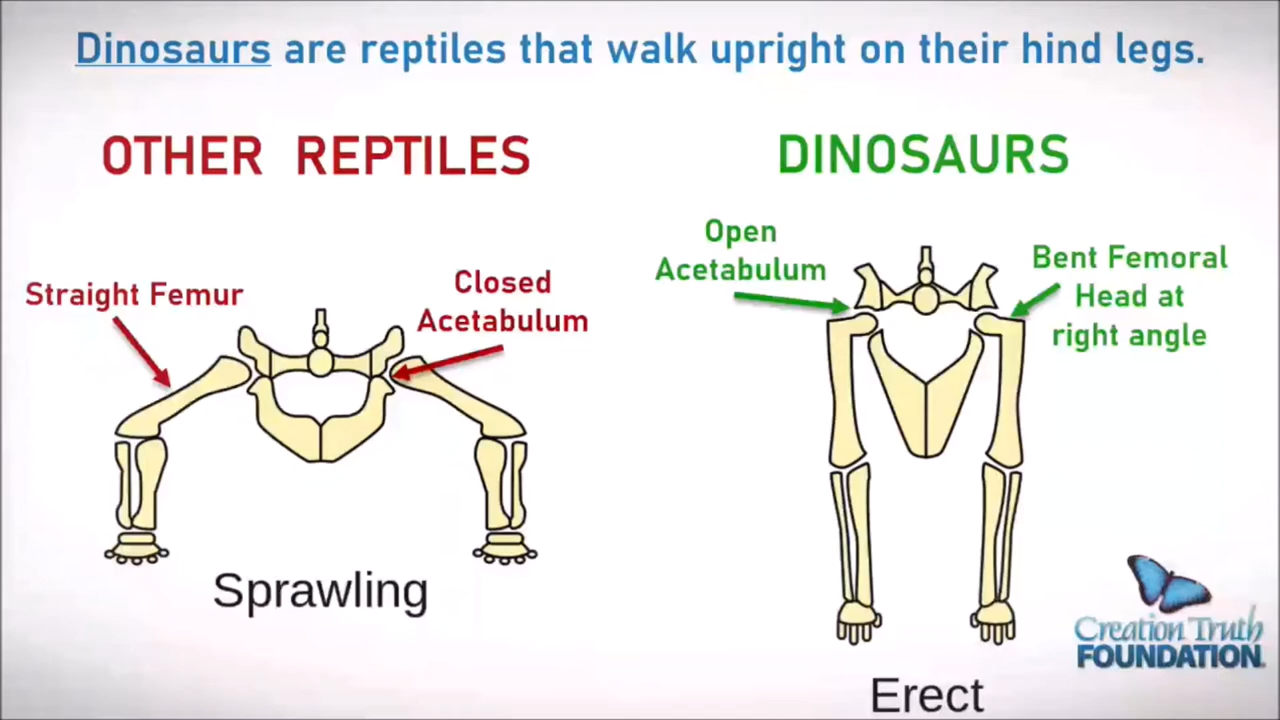 Dinosaurs are reptiles that walk upright on their hind legs.
OTHER REPTILES
DINOSAURS
Straight Femur
Closed
Acetabulum
Open
Acetabulum
Bent Femoral
Head at
right angle
Sprawling
Erect
Creation Truth
FOUNDATION